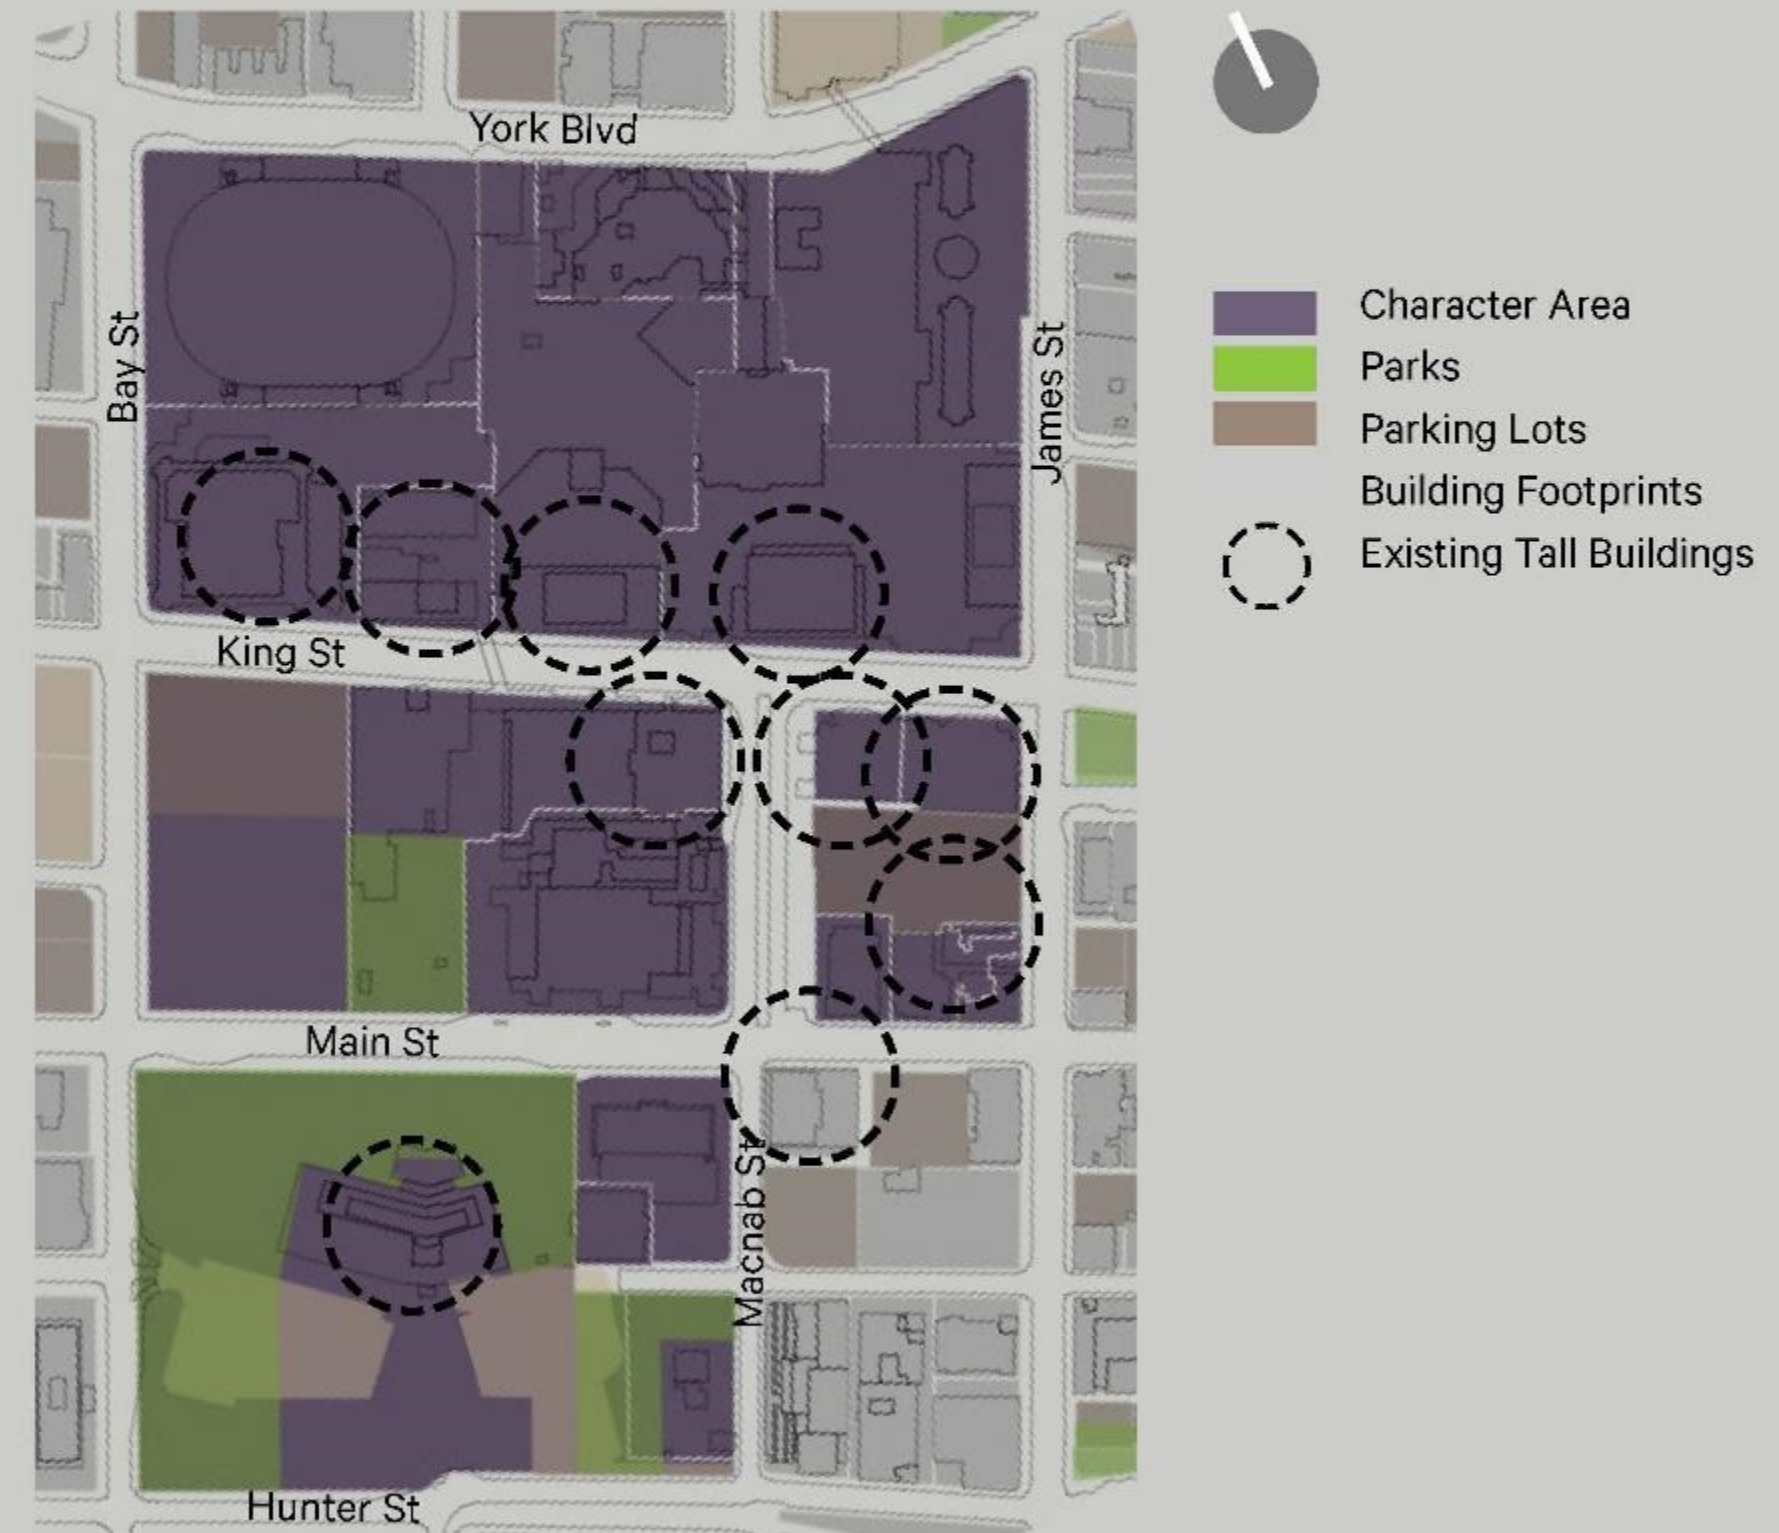 York Blvd
Bay St
James St
King St
Main St
Macnab St
Hunter St
Character Area
Parks
Parking Lots
Building Footprints
Existing Tall Buildings